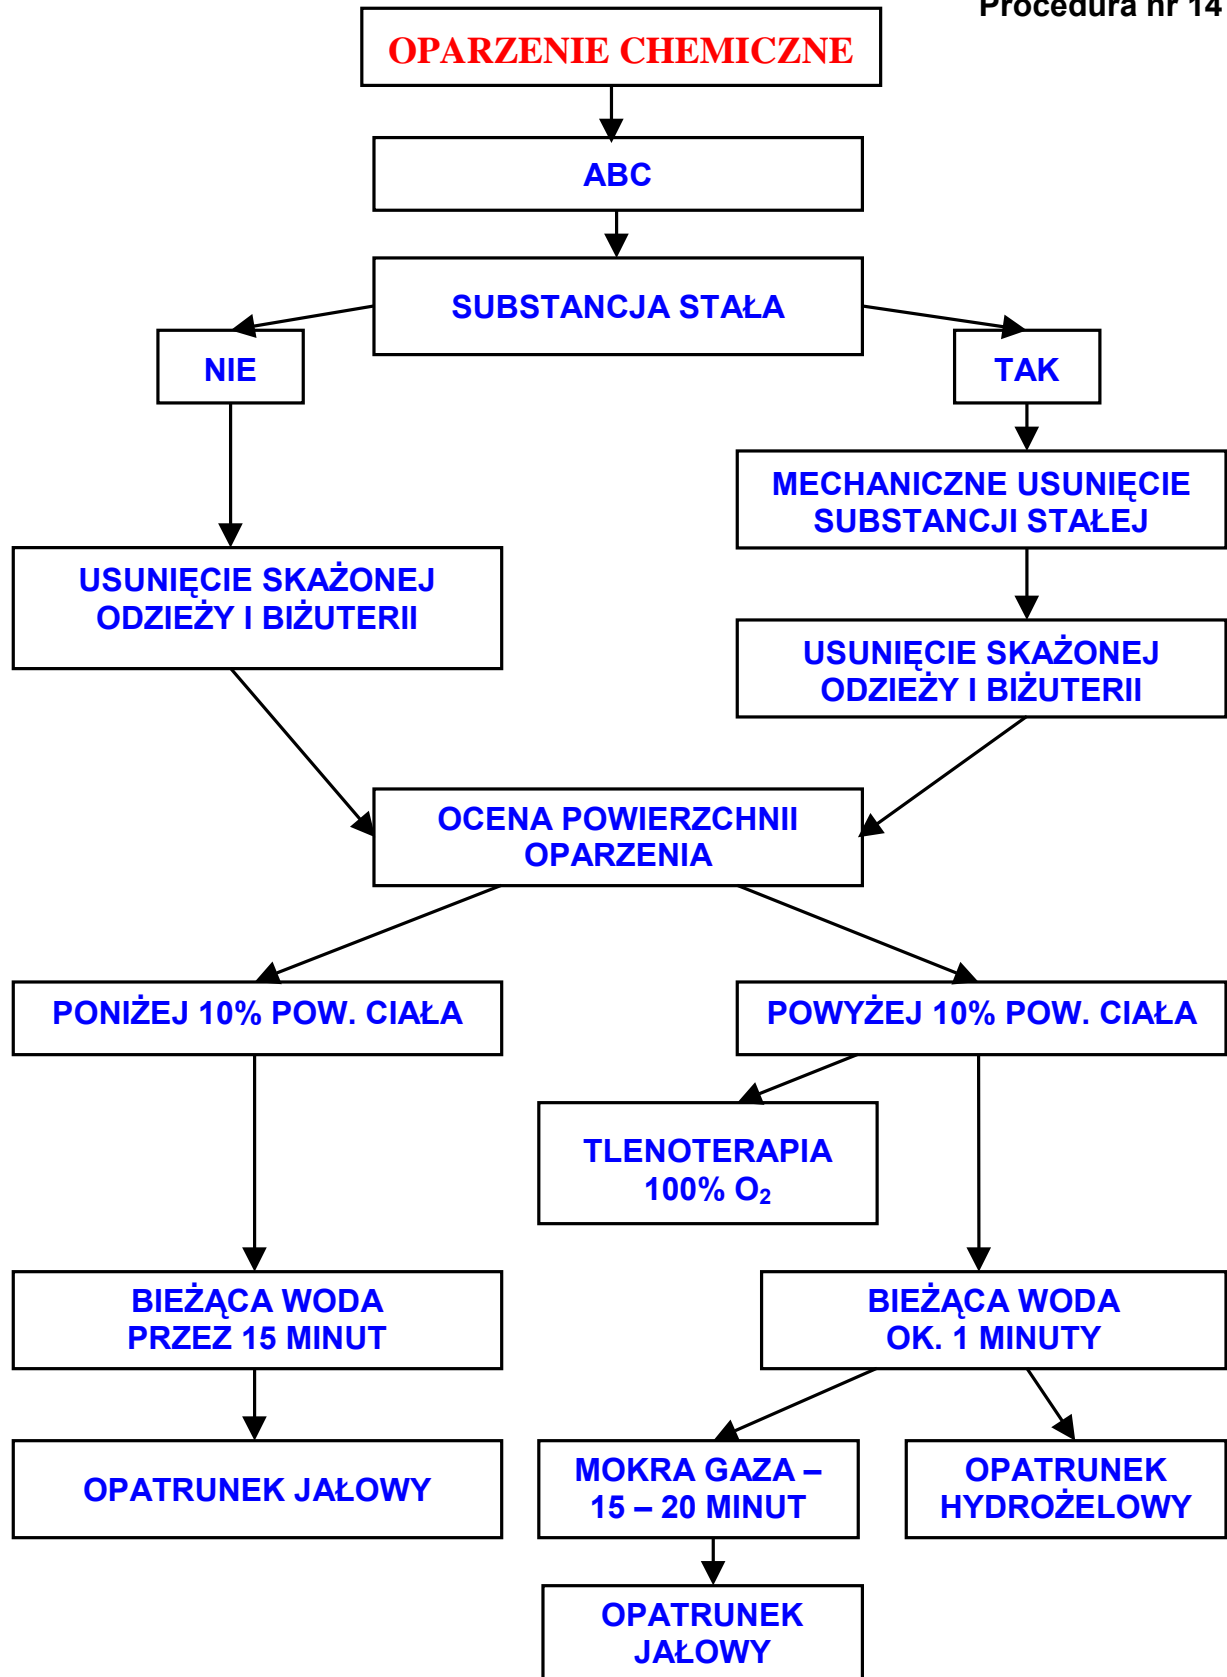 Procedura nr 14
OPARZENIE CHEMICZNE
ABC
SUBSTANCJA STAŁA
NIE
TAK
MECHANICZNE USUNIĘCIE
SUBSTANCJI STAŁEJ
USUNIĘCIE SKAŻONEJ
ODZIEŻY I BIŻUTERII
USUNIĘCIE SKAŻONEJ
ODZIEŻY I BIŻUTERII
OCENA POWIERZCHNII
OPARZENIA
PONIŻEJ 10% POW. CIAŁA
POWYŻEJ 10% POW. CIAŁA
TLENOTERAPIA
100% O₂
BIEŻĄCA WODA
PRZEZ 15 MINUT
BIEŻĄCA WODA
OK. 1 MINUTY
OPATRUNEK JAŁOWY
MOKRA GAZA –
15 – 20 MINUT
OPATRUNEK
HYDROŻELOWY
OPATRUNEK
JAŁOWY